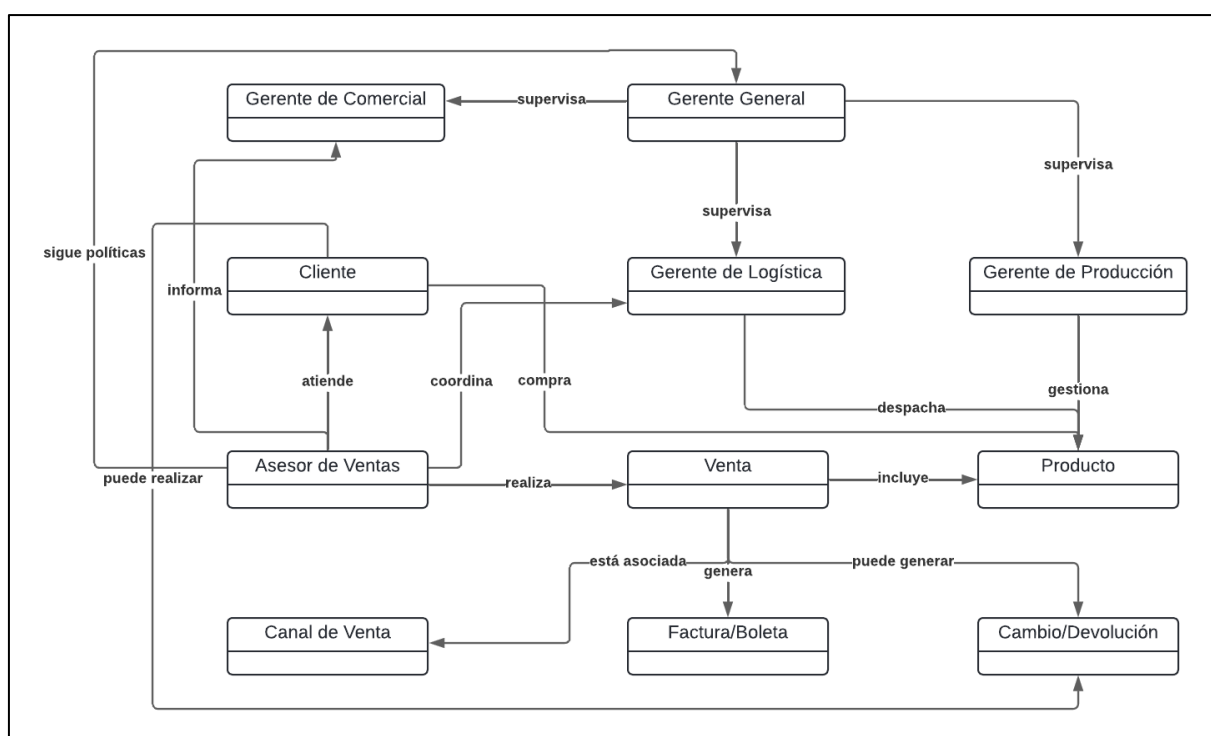 Gerente de Comercial
supervisa
Gerente General
supervisa
supervisa
sigue políticas
Cliente
Gerente de Logística
Gerente de Producción
informa
atiende
coordina
compra
gestiona
despacha
Asesor de Ventas
Venta
Producto
puede realizar
realiza
incluye
está asociada
genera
puede generar
Canal de Venta
Factura/Boleta
Cambio/Devolución